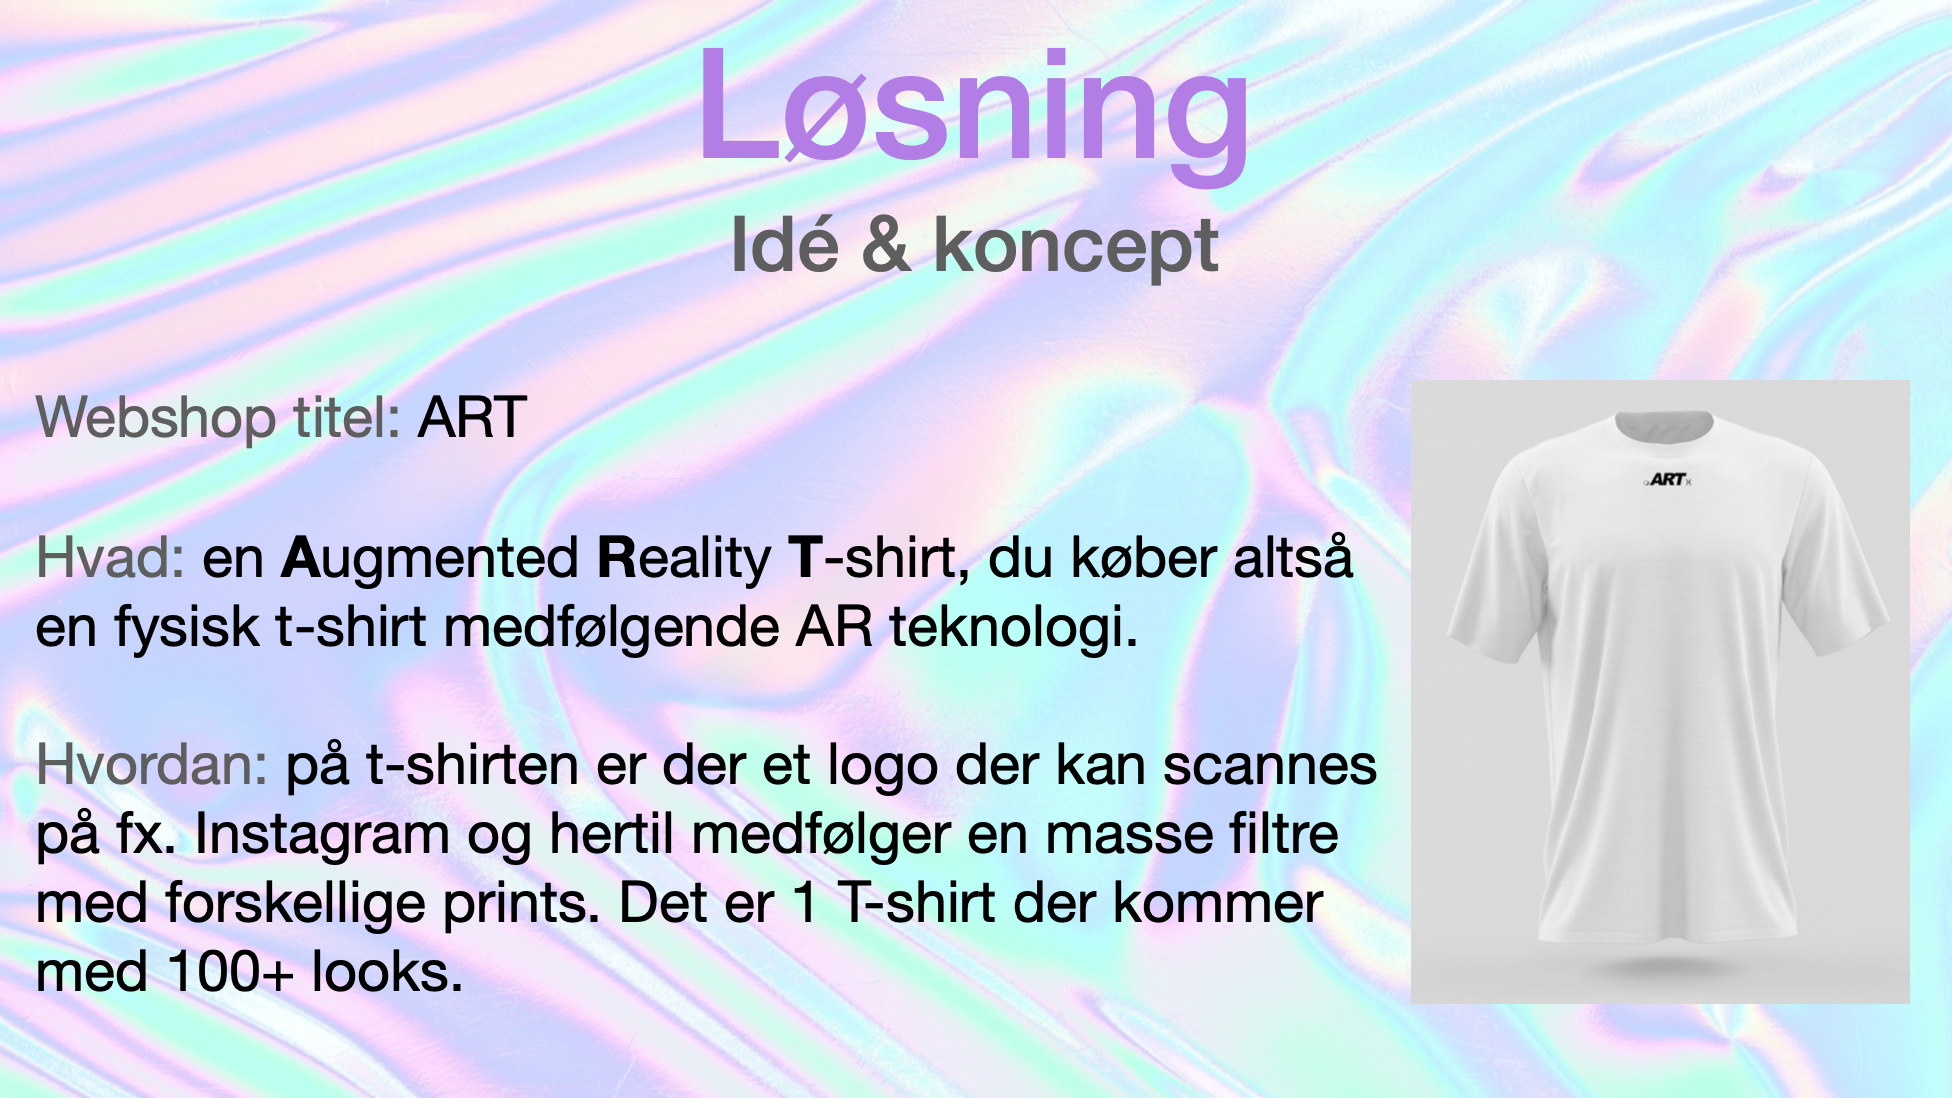 Løsning
Idé & koncept
Webshop titel: ART
Hvad: en Augmented Reality T-shirt, du køber altså
en fysisk t-shirt medfølgende AR teknologi.
Hvordan: på t-shirten er der et logo der kan scannes
på fx. Instagram og hertil medfølger en masse filtre
med forskellige prints. Det er 1 T-shirt der kommer
med 100+ looks.
ART